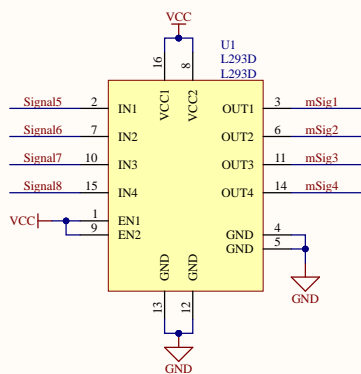 VCC
U1
L293D
L293D
16
8
VCC1
VCC2
Signal5 2 IN1 OUT1 3 mSig1
Signal6 7 IN2 OUT2 6 mSig2
Signal7 10 IN3 OUT3 11 mSig3
Signal8 15 IN4 OUT4 14 mSig4
VCC 1 EN1
9 EN2
GND 4
GND 5
GND
GND
13
12
GND
GND